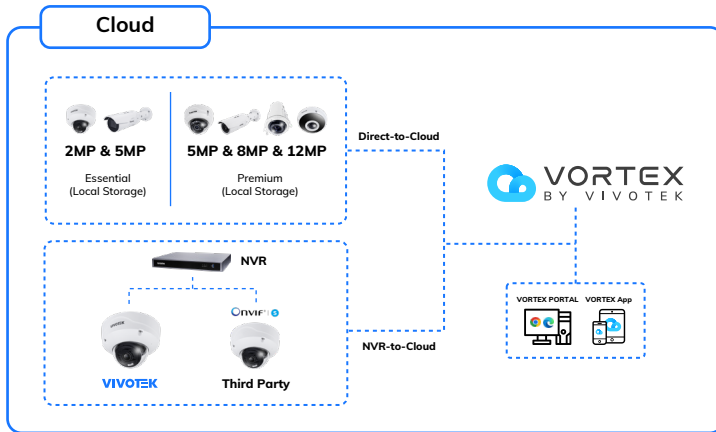 Cloud
2MP & 5MP
Essential
(Local Storage)
5MP & 8MP & 12MP
Premium
(Local Storage)
Direct-to-Cloud
VORTEX
BY VIVOTEK
NVR
ONVIF | S
VIVOTEK
Third Party
NVR-to-Cloud
VORTEX PORTAL
VORTEX App